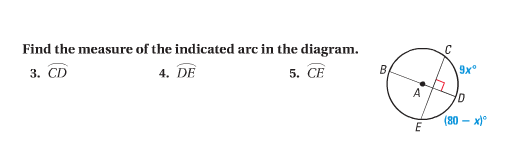 Find the measure of the indicated arc in the diagram.
3. CD
4. DE
5. CE
C
B
9x°
A
D
(80 − x)°
E